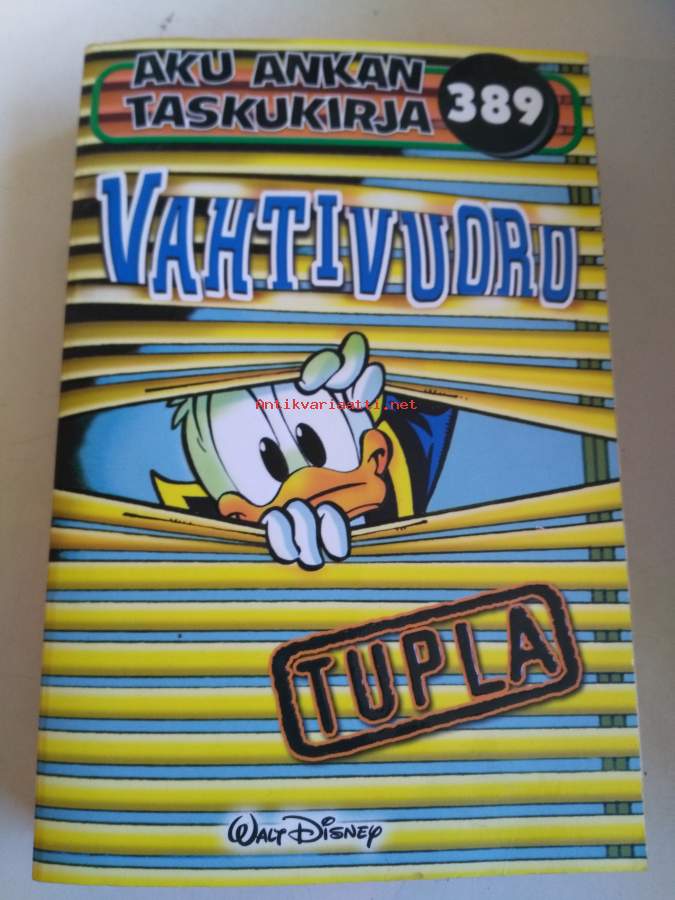 AKU ANKAN
TASKUKIRJA
389
VAHTIVUORO
Antikvariaatti.net
TUPLA
WALT DISNEY